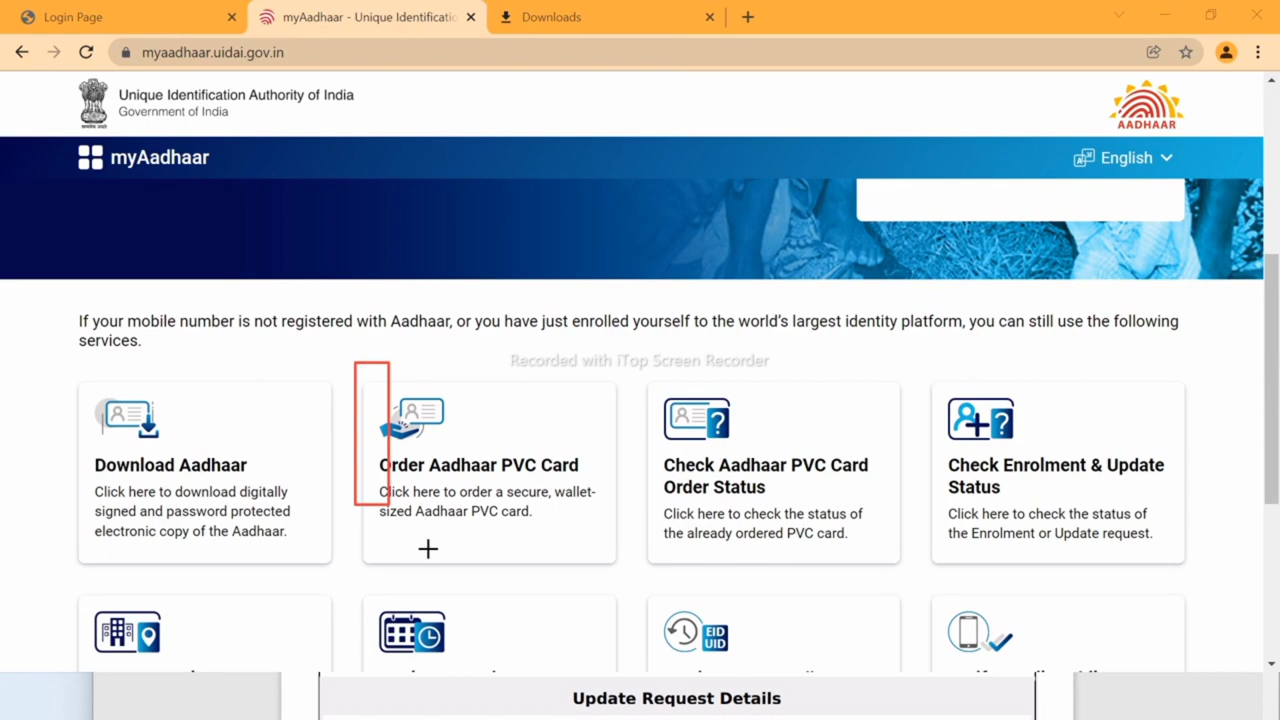 Login Page
myAadhaar - Unique Identificatio
Downloads
myaadhaar.uidai.gov.in
Unique Identification Authority of India
Government of India
AADHAAR
myAadhaar
English
If your mobile number is not registered with Aadhaar, or you have just enrolled yourself to the world's largest identity platform, you can still use the following
services.
Recorded with iTop Screen Recorder
Download Aadhaar
Click here to download digitally
signed and password protected
electronic copy of the Aadhaar.
Order Aadhaar PVC Card
Click here to order a secure, wallet-
sized Aadhaar PVC card.
Check Aadhaar PVC Card
Order Status
Click here to check the status of
the already ordered PVC card.
Check Enrolment & Update
Status
Click here to check the status of
the Enrolment or Update request.
EID
UID
Update Request Details